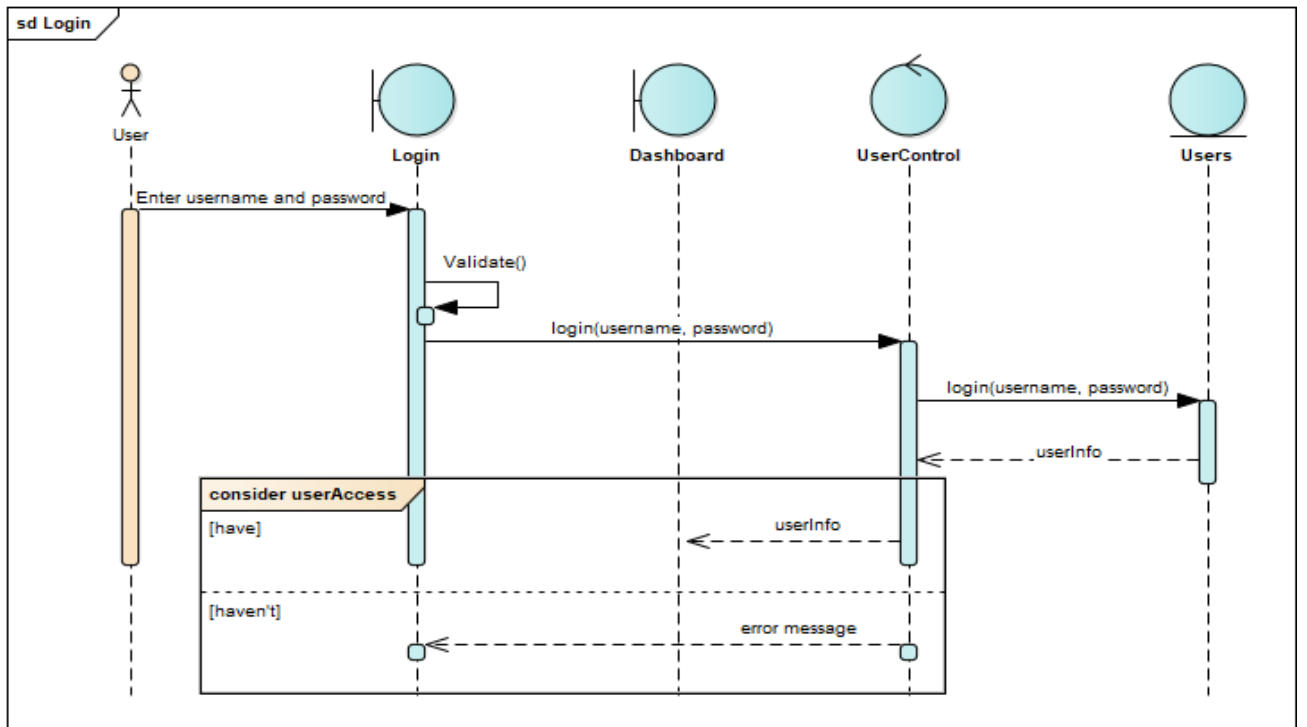 sd Login
User
Login
Dashboard
UserControl
Users
Enter username and password
Validate()
login(username, password)
login(username, password)
userInfo
consider userAccess
[have]
userInfo
[haven't]
error message